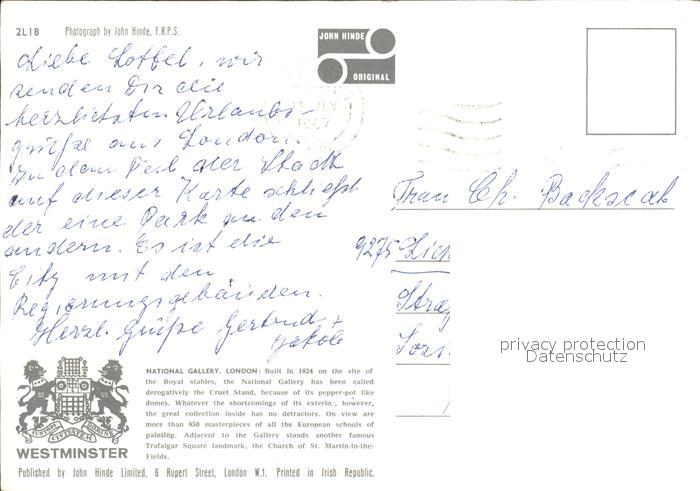 2L18 Photograph by John Hinde, F.R.P.S.
JOHN HINDE
ORIGINAL
Liebe Lottel, wir
senden Dir die
herzlichsten Urlaubs-
grüße aus London.
In dem Teil der Stadt
auf dieser Karte schließt
der eine Park an den
andern. Es ist die
City mit den
Regierungsgebäuden.
Herzl. Grüße Gertrud +
Jakob
1967
Frau Ch. Backscat
9275
privacy protection
Datenschutz
WESTMINSTER
NATIONAL GALLERY, LONDON: Built in 1824 on the site of
the Royal stables, the National Gallery has been called
derogatively the Cruet Stand, because of its pepper-pot like
domes. Whatever the shortcomings of its exterior, however,
the great collection inside has no detractors. On view are
more than 850 masterpieces of all the European schools of
painting. Adjacent to the Gallery stands another famous
Trafalgar Square landmark, the Church of St. Martin-in-the-
Fields.
Published by John Hinde Limited, 6 Rupert Street, London W.1. Printed in Irish Republic.